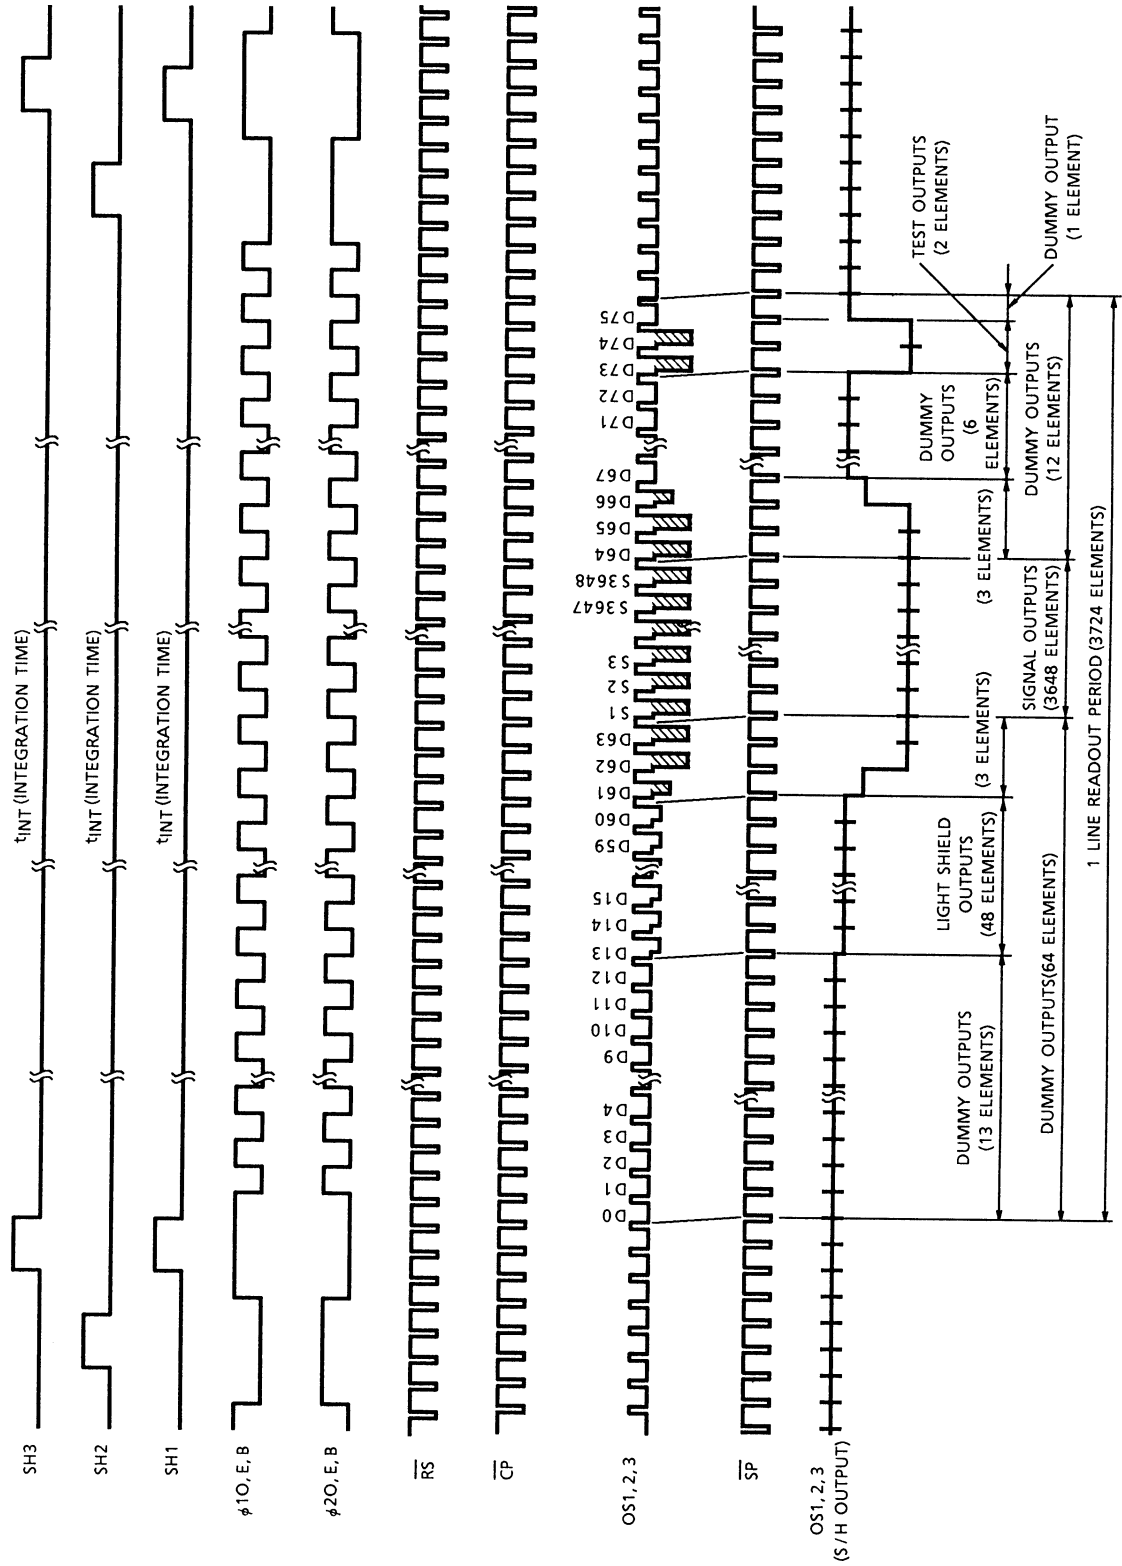 SH3
tINT (INTEGRATION TIME)
SH2
tINT (INTEGRATION TIME)
SH1
tINT (INTEGRATION TIME)
φ1O, E, B
φ2O, E, B
RS
CP
OS1, 2, 3
D0
D1
D2
D3
D4
D9
D10
D11
D12
D13
D14
D15
D59
D60
D61
D62
D63
S1
S2
S3
S3647
S3648
D64
D65
D66
D67
D71
D72
D73
D74
D75
SP
OS1, 2, 3
(S/H OUTPUT)
DUMMY OUTPUTS
(13 ELEMENTS)
LIGHT SHIELD
OUTPUTS
(48 ELEMENTS)
(3 ELEMENTS)
(3 ELEMENTS)
DUMMY
OUTPUTS
(6
ELEMENTS)
TEST OUTPUTS
(2 ELEMENTS)
DUMMY OUTPUT
(1 ELEMENT)
DUMMY OUTPUTS(64 ELEMENTS)
SIGNAL OUTPUTS
(3648 ELEMENTS)
DUMMY OUTPUTS
(12 ELEMENTS)
1 LINE READOUT PERIOD (3724 ELEMENTS)